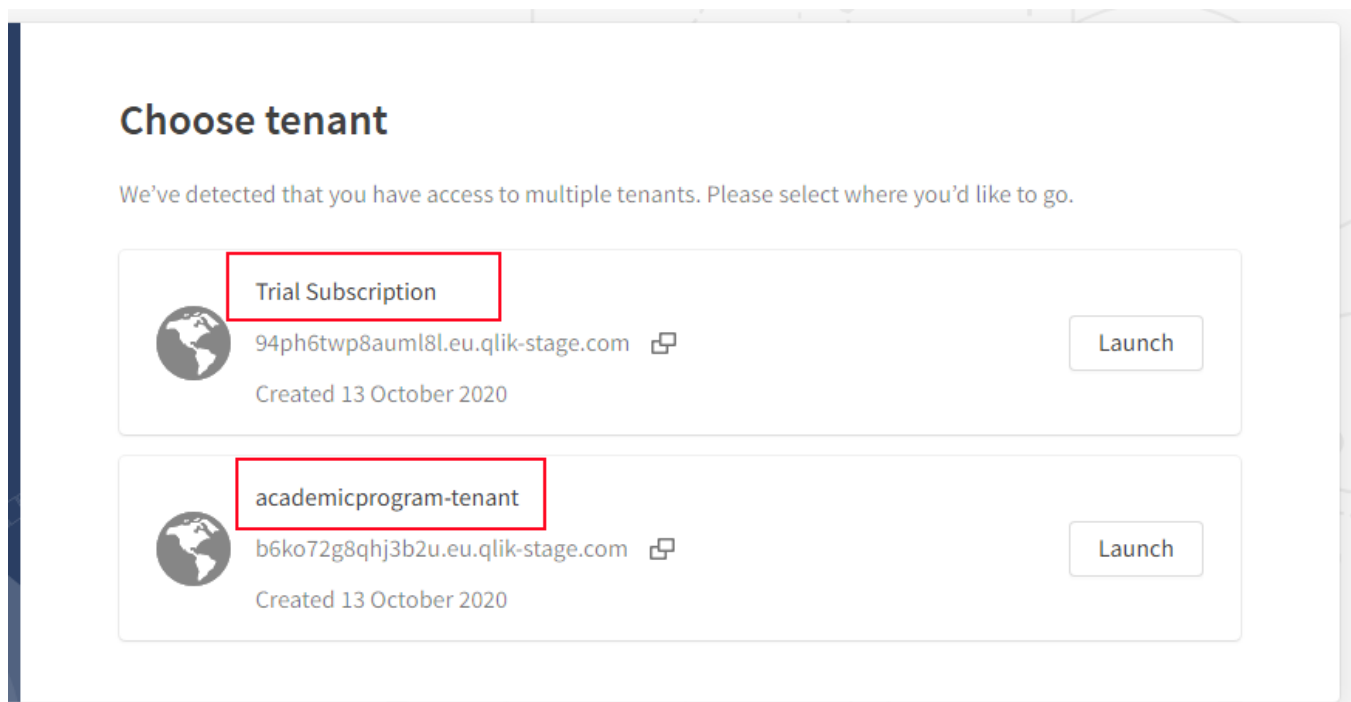 Choose tenant
We've detected that you have access to multiple tenants. Please select where you'd like to go.
Trial Subscription
94ph6twp8auml8l.eu.qlik-stage.com
Launch
Created 13 October 2020
academicprogram-tenant
b6ko72g8qhj3b2u.eu.qlik-stage.com
Launch
Created 13 October 2020